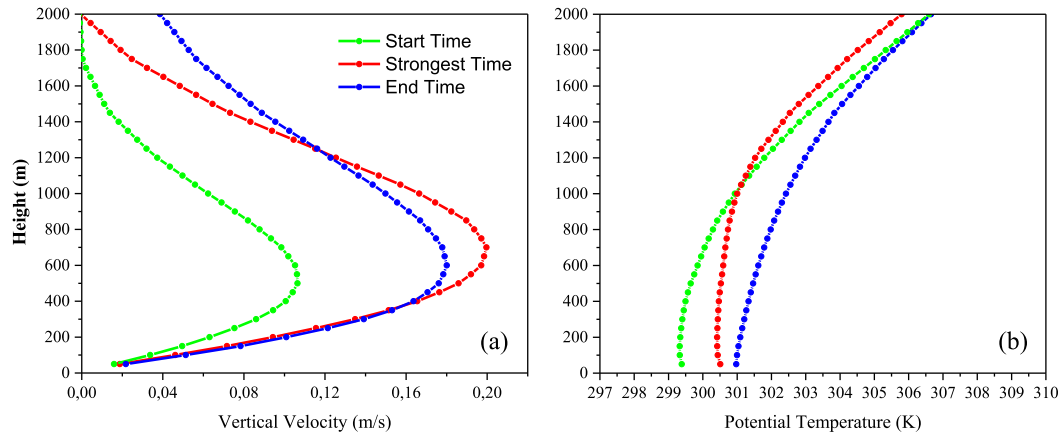 2000
1800
1600
1400
1200
1000
800
600
400
200
0
Height (m)
Start Time
Strongest Time
End Time
(a)
0,00 0,04 0,08 0,12 0,16 0,20
Vertical Velocity (m/s)
2000
1800
1600
1400
1200
1000
800
600
400
200
0
(b)
297 298 299 300 301 302 303 304 305 306 307 308 309 310
Potential Temperature (K)